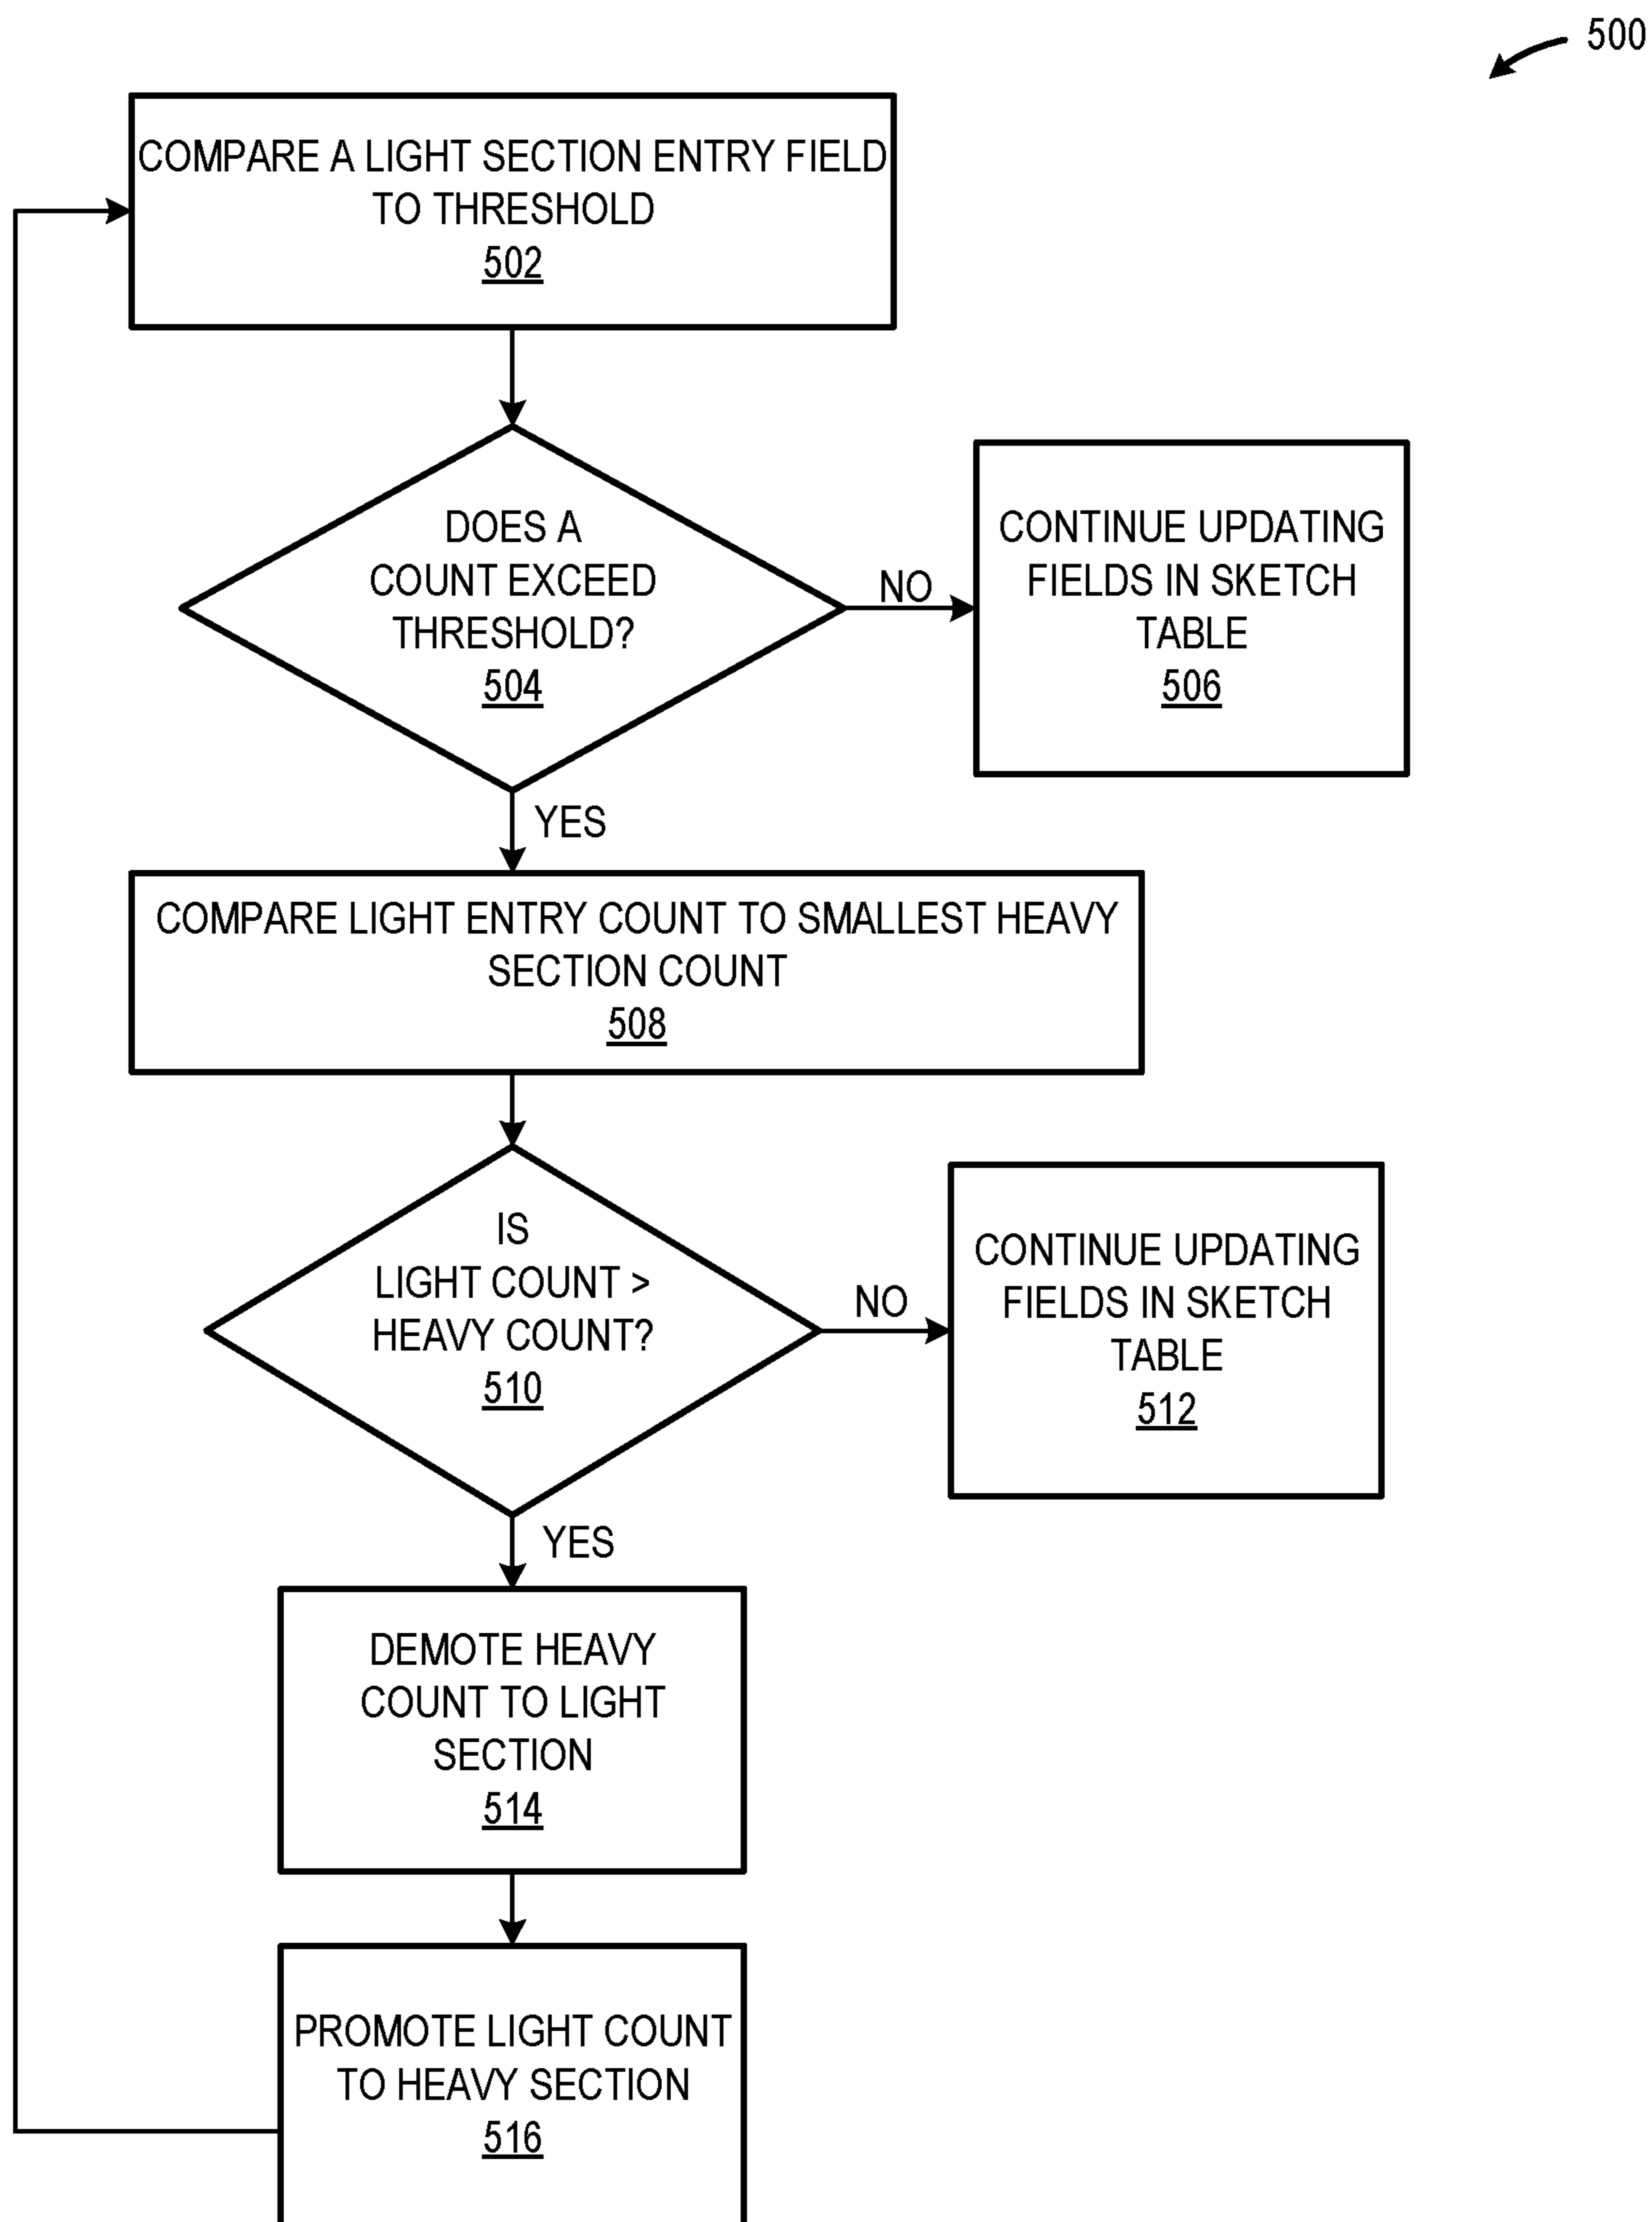 500
COMPARE A LIGHT SECTION ENTRY FIELD
TO THRESHOLD
502
DOES A
COUNT EXCEED
THRESHOLD?
504
NO
CONTINUE UPDATING
FIELDS IN SKETCH
TABLE
506
YES
COMPARE LIGHT ENTRY COUNT TO SMALLEST HEAVY
SECTION COUNT
508
IS
LIGHT COUNT >
HEAVY COUNT?
510
NO
CONTINUE UPDATING
FIELDS IN SKETCH
TABLE
512
YES
DEMOTE HEAVY
COUNT TO LIGHT
SECTION
514
PROMOTE LIGHT COUNT
TO HEAVY SECTION
516